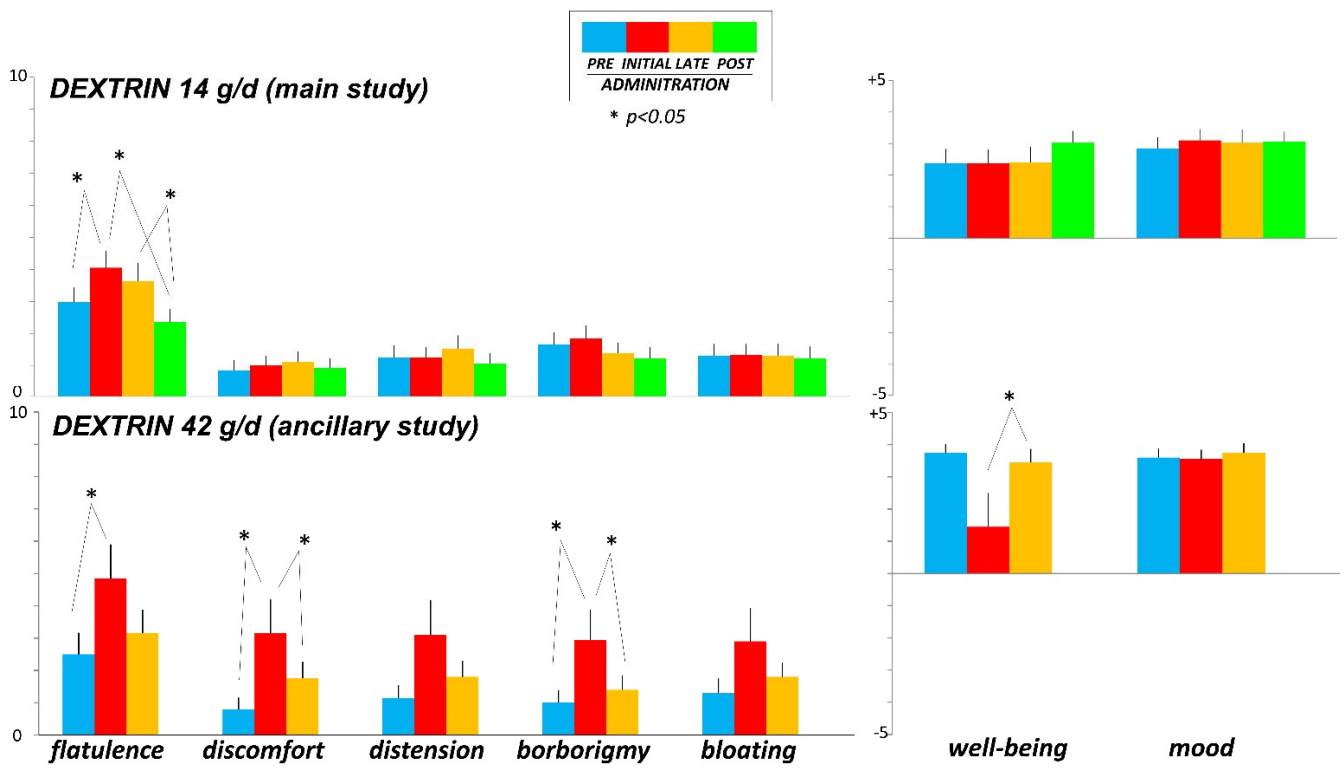 PRE INITIAL LATE POST
ADMINITRATION
* p<0.05
10
DEXTRIN 14 g/d (main study)
* * *
0
+5
-5
10
DEXTRIN 42 g/d (ancillary study)
* * * * *
0
flatulence discomfort distension borborigmy bloating
+5
*
-5
well-being mood